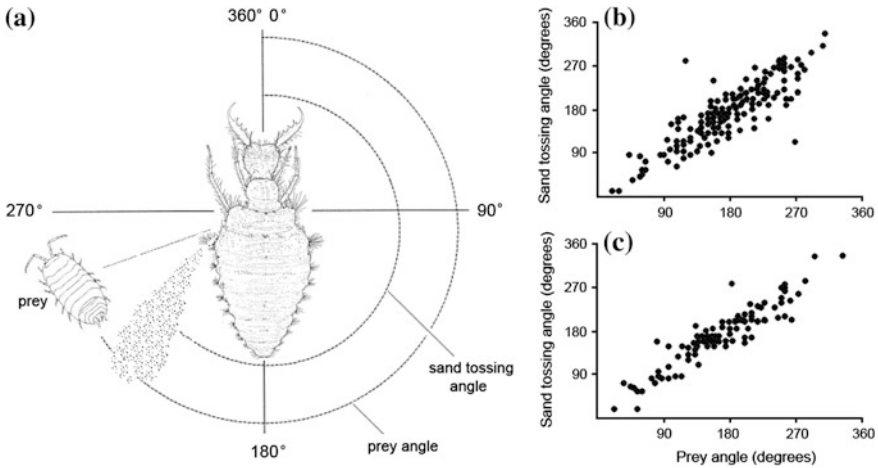 (a)
360° 0°
270°
90°
prey
sand tossing
angle
prey angle
180°
(b)
Sand tossing angle (degrees)
360
270
180
90
90 180 270 360
(c)
Sand tossing angle (degrees)
360
270
180
90
90 180 270 360
Prey angle (degrees)